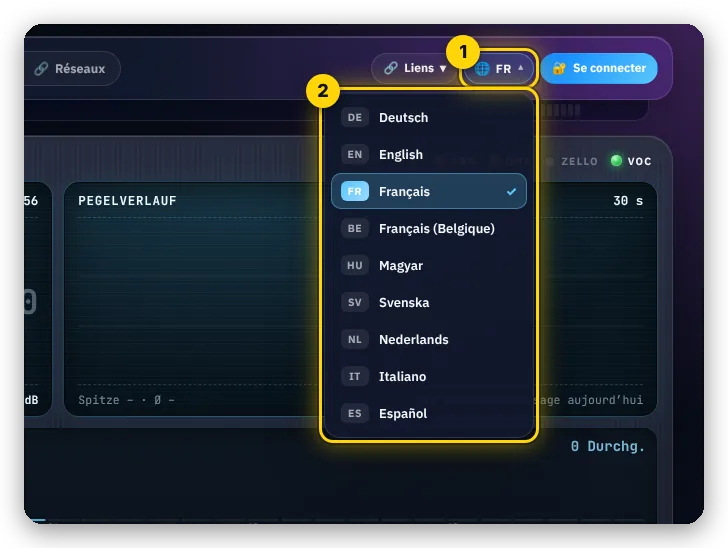 Réseaux
Liens ▼
1
FR
Se connecter
2
DE Deutsch
EN English
ZELLO
VOC
FR Français ✓
56
PEGELVERLAUF
30 s
BE Français (Belgique)
HU Magyar
0
SV Svenska
NL Nederlands
IT Italiano
dB
Spitze – · Ø –
sage aujourd’hui
ES Español
0 Durchg.